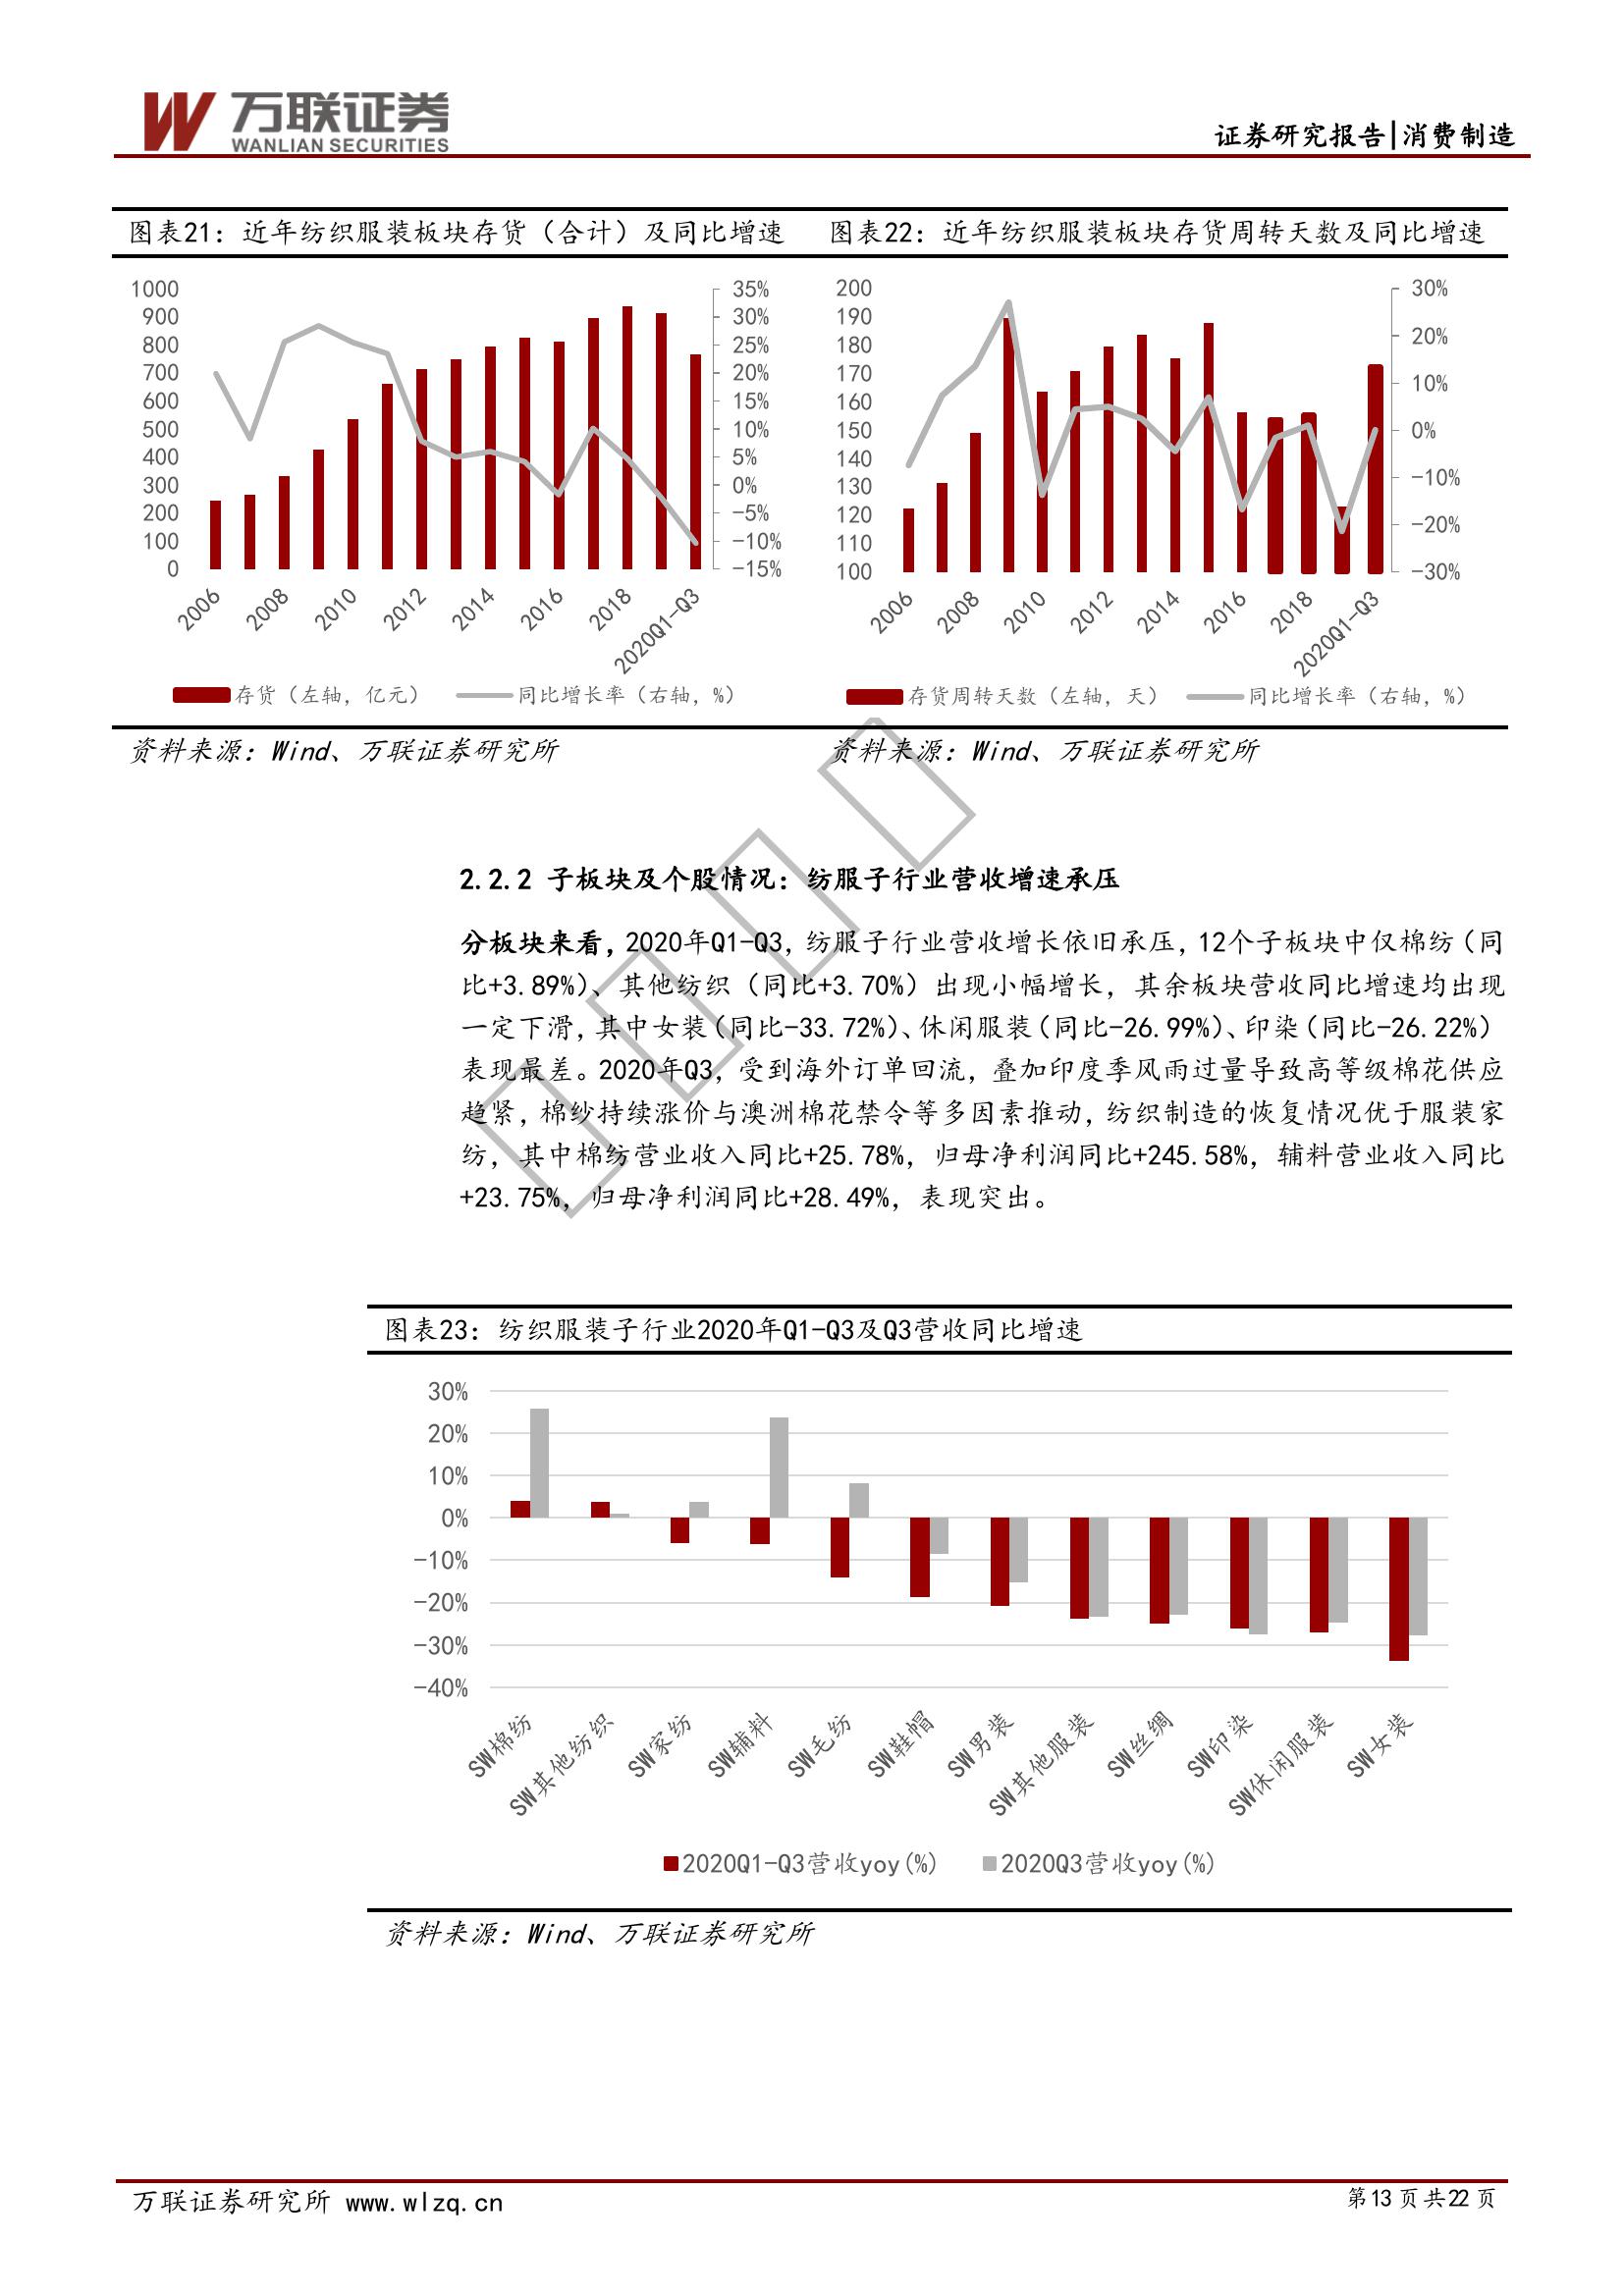 万联证券
WANLIAN SECURITIES
证券研究报告|消费制造
图表21：近年纺织服装板块存货（合计）及同比增速
1000
900
800
700
600
500
400
300
200
100
0
35%
30%
25%
20%
15%
10%
5%
0%
-5%
-10%
-15%
2006
2008
2010
2012
2014
2016
2018
2020Q1-Q3
存货（左轴，亿元）
同比增长率（右轴，%）
资料来源：Wind、万联证券研究所
图表22：近年纺织服装板块存货周转天数及同比增速
200
190
180
170
160
150
140
130
120
110
100
30%
20%
10%
0%
-10%
-20%
-30%
2006
2008
2010
2012
2014
2016
2018
2020Q1-Q3
存货周转天数（左轴，天）
同比增长率（右轴，%）
资料来源：Wind、万联证券研究所
2.2.2 子板块及个股情况：纺服子行业营收增速承压
分板块来看，2020年Q1-Q3，纺服子行业营收增长依旧承压，12个子板块中仅棉纺（同
比+3.89%）、其他纺织（同比+3.70%）出现小幅增长，其余板块营收同比增速均出现
一定下滑，其中女装（同比-33.72%）、休闲服装（同比-26.99%）、印染（同比-26.22%）
表现最差。2020年Q3，受到海外订单回流，叠加印度季风雨过量导致高等级棉花供应
趋紧，棉纱持续涨价与澳洲棉花禁令等多因素推动，纺织制造的恢复情况优于服装家
纺，其中棉纺营业收入同比+25.78%，归母净利润同比+245.58%，辅料营业收入同比
+23.75%，归母净利润同比+28.49%，表现突出。
图表23：纺织服装子行业2020年Q1-Q3及Q3营收同比增速
30%
20%
10%
0%
-10%
-20%
-30%
-40%
SW棉纺
SW其他纺织
SW家纺
SW辅料
SW毛纺
SW鞋帽
SW男装
SW其他服装
SW丝绸
SW印染
SW休闲服装
SW女装
2020Q1-Q3营收yoy(%)
2020Q3营收yoy(%)
资料来源：Wind、万联证券研究所
万联证券研究所 www.wlzq.cn
第13页共22页